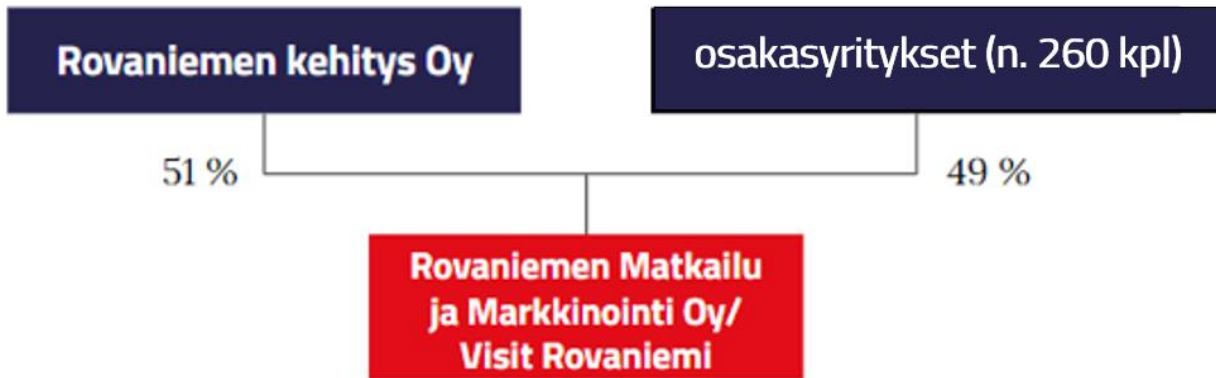 Rovaniemen kehitys Oy
osakasyritykset (n. 260 kpl)
51 %
49 %
Rovaniemen Matkailu
ja Markkinointi Oy/
Visit Rovaniemi